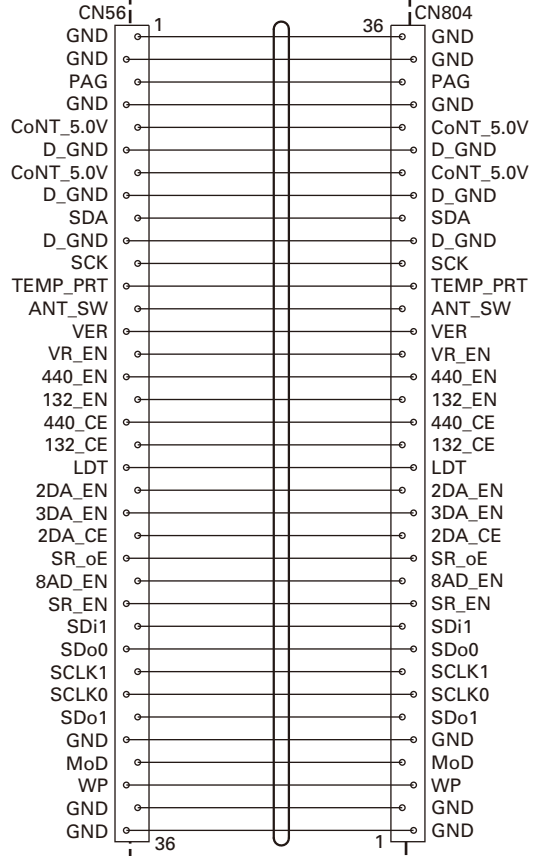 CN56 CN804
1 36
GND GND
GND GND
PAG PAG
GND GND
CoNT_5.0V CoNT_5.0V
D_GND D_GND
CoNT_5.0V CoNT_5.0V
D_GND D_GND
SDA SDA
D_GND D_GND
SCK SCK
TEMP_PRT TEMP_PRT
ANT_SW ANT_SW
VER VER
VR_EN VR_EN
440_EN 440_EN
132_EN 132_EN
440_CE 440_CE
132_CE 132_CE
LDT LDT
2DA_EN 2DA_EN
3DA_EN 3DA_EN
2DA_CE 2DA_CE
SR_oE SR_oE
8AD_EN 8AD_EN
SR_EN SR_EN
SDi1 SDi1
SDo0 SDo0
SCLK1 SCLK1
SCLK0 SCLK0
SDo1 SDo1
GND GND
MoD MoD
WP WP
GND GND
GND GND
36 1